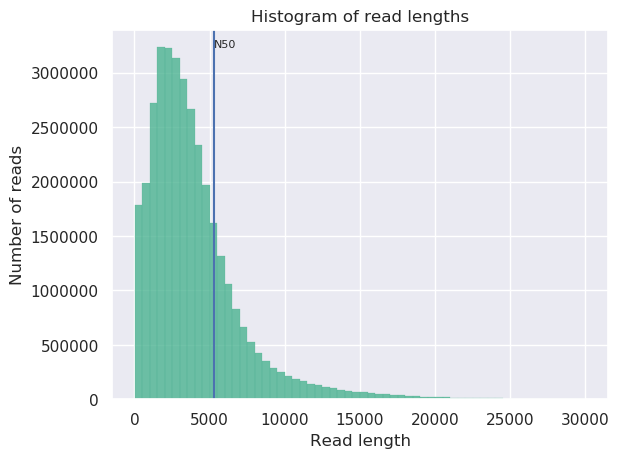 Histogram of read lengths
N50
Number of reads
3000000
2500000
2000000
1500000
1000000
500000
0
0 5000 10000 15000 20000 25000 30000
Read length